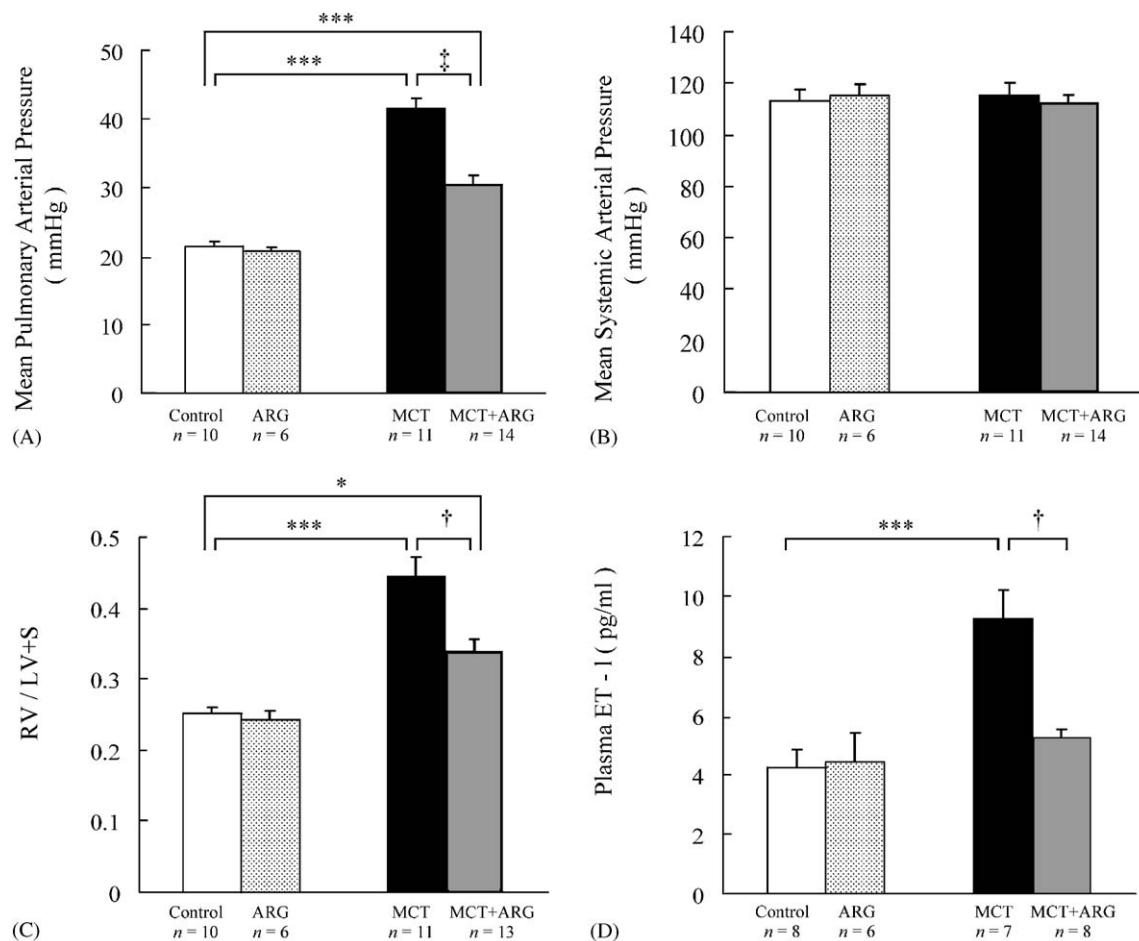 ***
*** ‡
50
40
30
20
10
0
Mean Pulmonary Arterial Pressure
( mmHg )
Control ARG MCT MCT+ARG
n = 10 n = 6 n = 11 n = 14
(A)
140
120
100
80
60
40
20
0
Mean Systemic Arterial Pressure
( mmHg )
Control ARG MCT MCT+ARG
n = 10 n = 6 n = 11 n = 14
(B)
*
*** †
0.5
0.4
0.3
0.2
0.1
0
RV / LV+S
Control ARG MCT MCT+ARG
n = 10 n = 6 n = 11 n = 13
(C)
*** †
12
10
8
6
4
2
0
Plasma ET - 1 ( pg/ml )
Control ARG MCT MCT+ARG
n = 8 n = 6 n = 7 n = 8
(D)